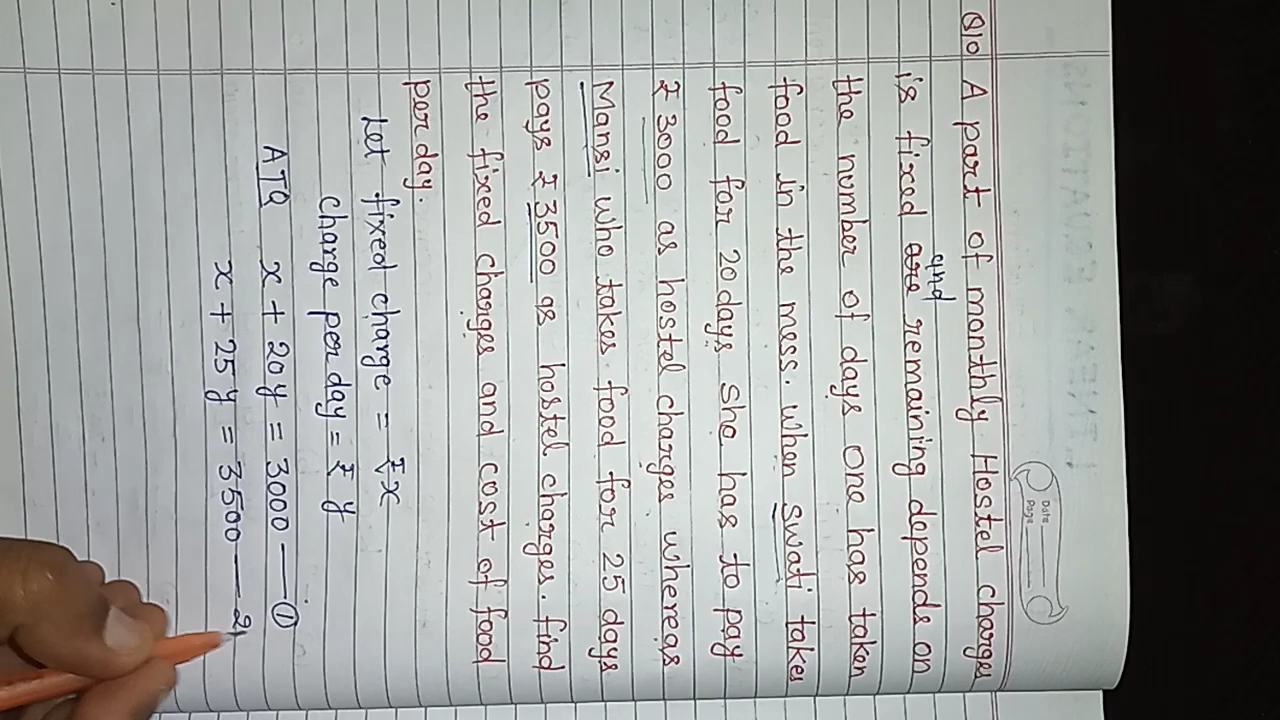 Date
Page
Q10 A part of monthly Hostel charges
and
is fixed are remaining depends on
the number of days one has taken
food in the mess. when swati takes
food for 20 days she has to pay
₹ 3000 as hostel charges whereas
Mansi who takes food for 25 days
pays ₹ 3500 as hostel charges. find
the fixed charges and cost of food
per day.
Let fixed charge = ₹x
charge per day = ₹ y
ATQ x + 20y = 3000 — ①
x + 25y = 3500 — 2